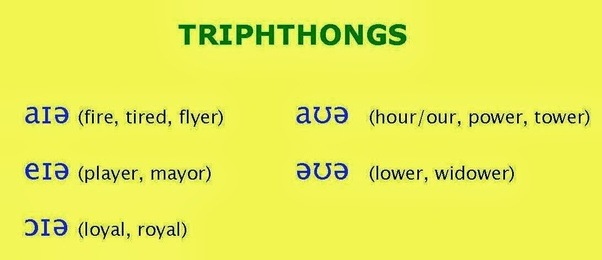 TRIPHTHONGS
aɪə (fire, tired, flyer) aʊə (hour/our, power, tower)
eɪə (player, mayor) əʊə (lower, widower)
ɔɪə (loyal, royal)